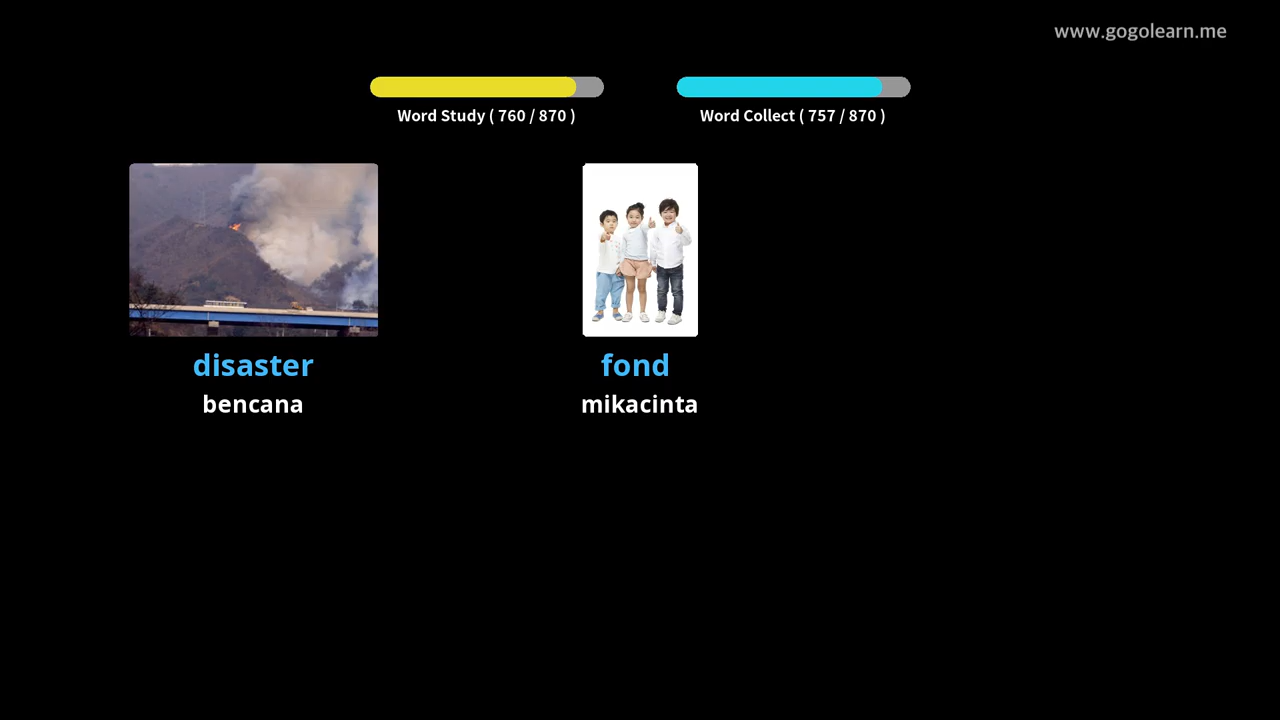 www.gogolearn.me
Word Study ( 760 / 870 )
Word Collect ( 757 / 870 )
disaster
bencana
fond
mikacinta